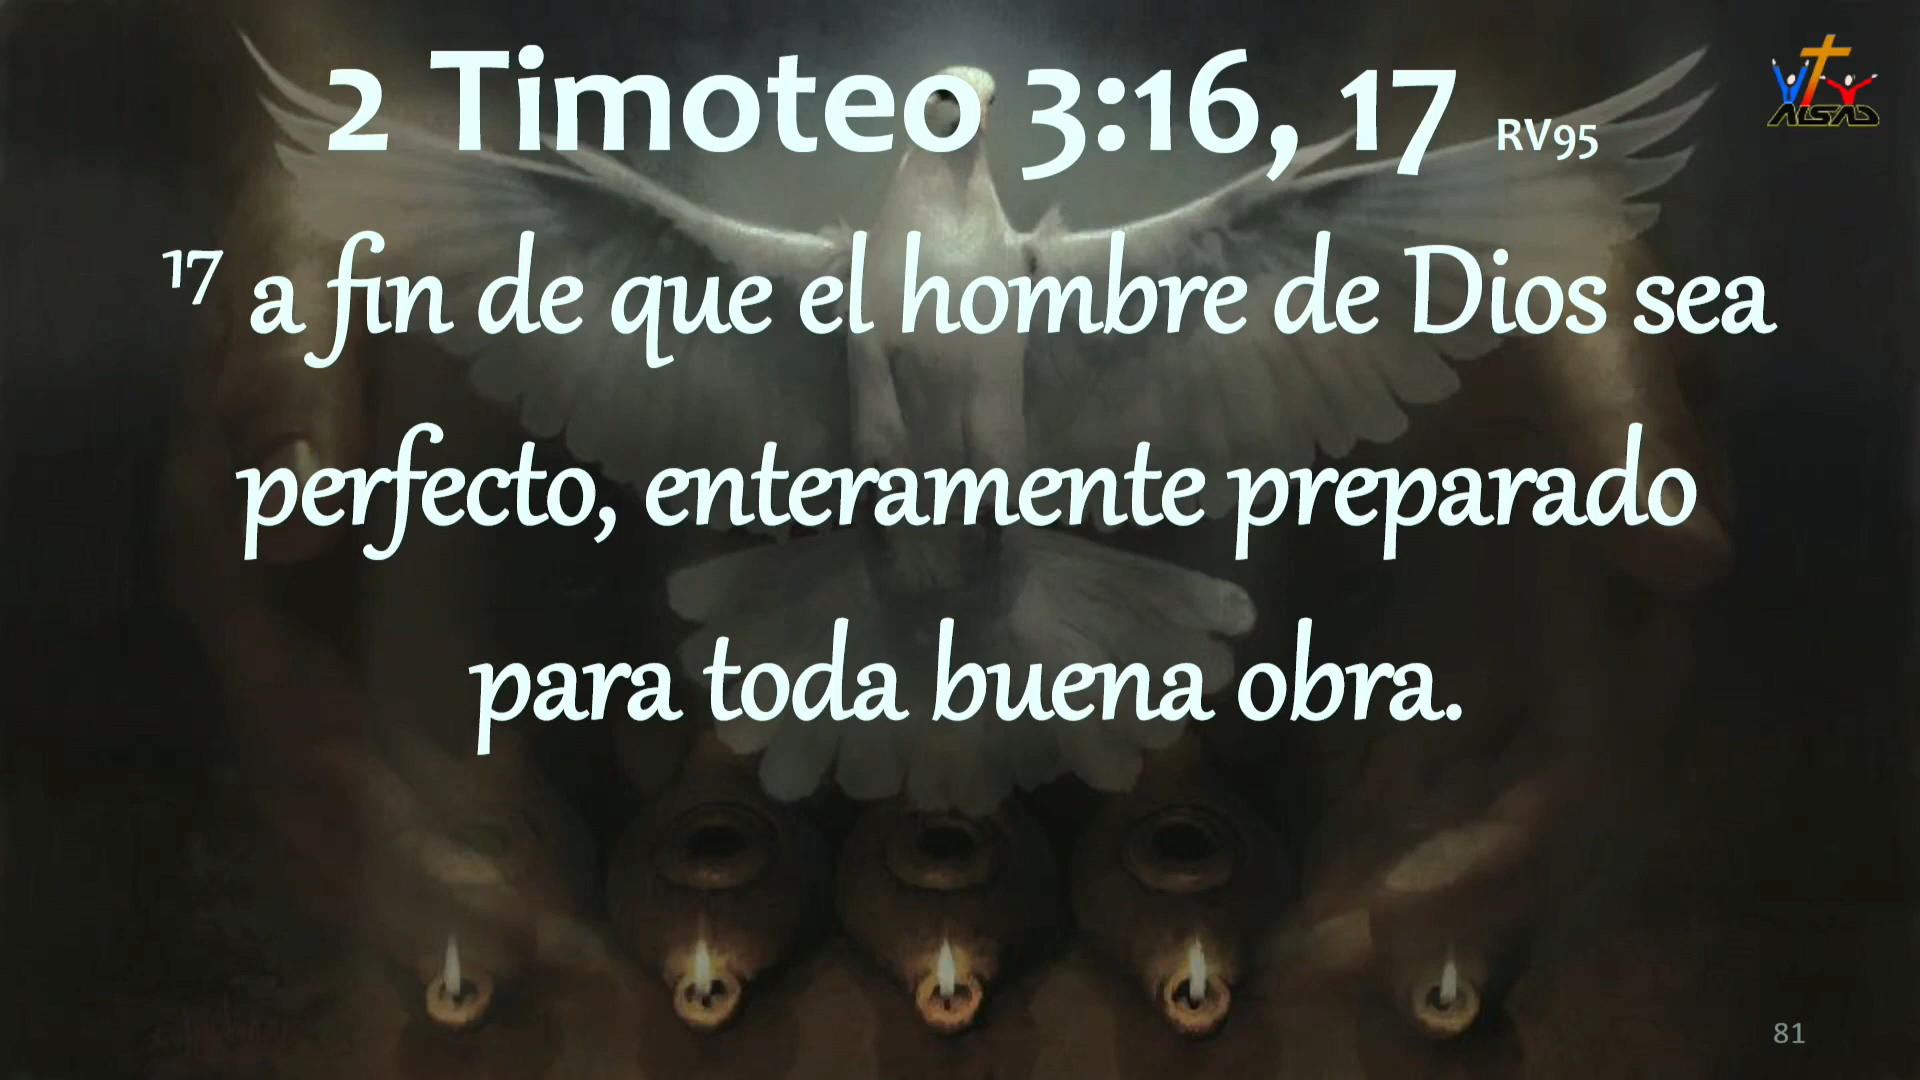 2 Timoteo 3:16, 17 RV95
ALSAD
17 a fin de que el hombre de Dios sea
perfecto, enteramente preparado
para toda buena obra.
81